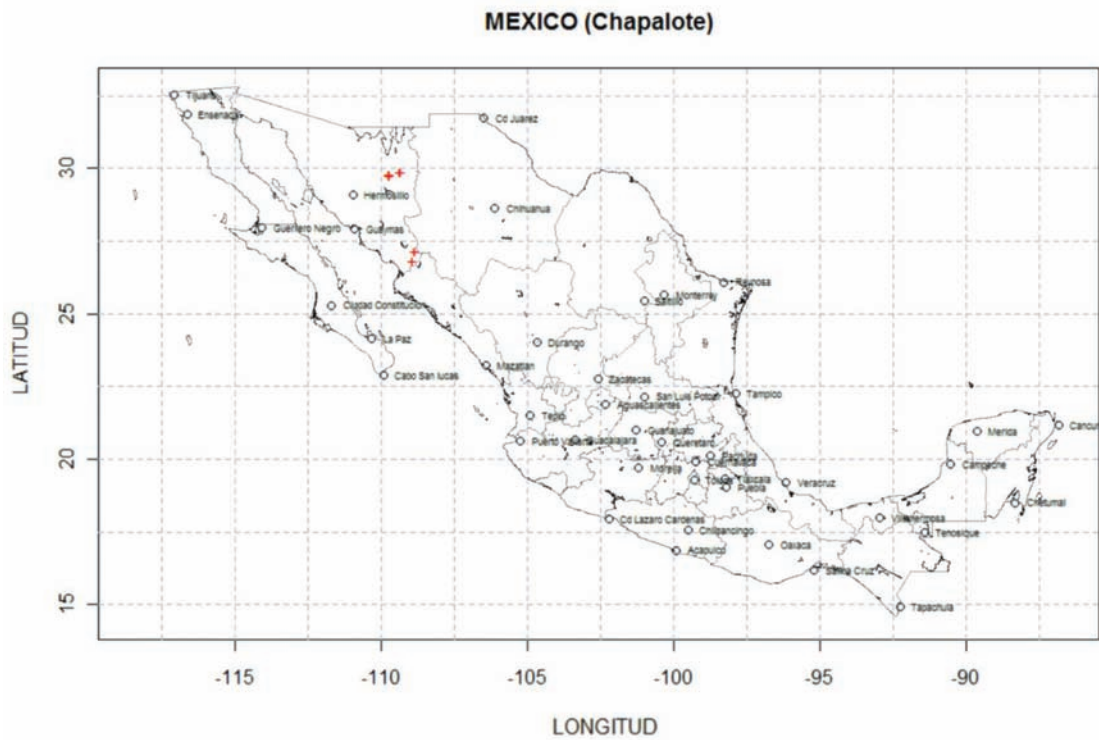 MEXICO (Chapalote)
Tijuana
Ensenada
Cd Juarez
Hermosillo
Chihuahua
Guerrero Negro
Guaymas
Reynosa
Monterrey
Saltillo
Ciudad Constitucion
La Paz
Durango
Mazatlan
Cabo San lucas
Zacatecas
San Luis Potosi
Tampico
Aguascalientes
Tepic
Guanajuato
Merida
Cancun
Puerto Vallarta
Guadalajara
Queretaro
Pachuca
Cuernavaca
Campeche
Morelia
Toluca
Tlaxcala
Puebla
Veracruz
Chetumal
Cd Lazaro Cardenas
Villahermosa
Chilpancingo
Tenosique
Oaxaca
Acapulco
Salina Cruz
Tapachula
LATITUD
30
25
20
15
-115
-110
-105
-100
-95
-90
LONGITUD